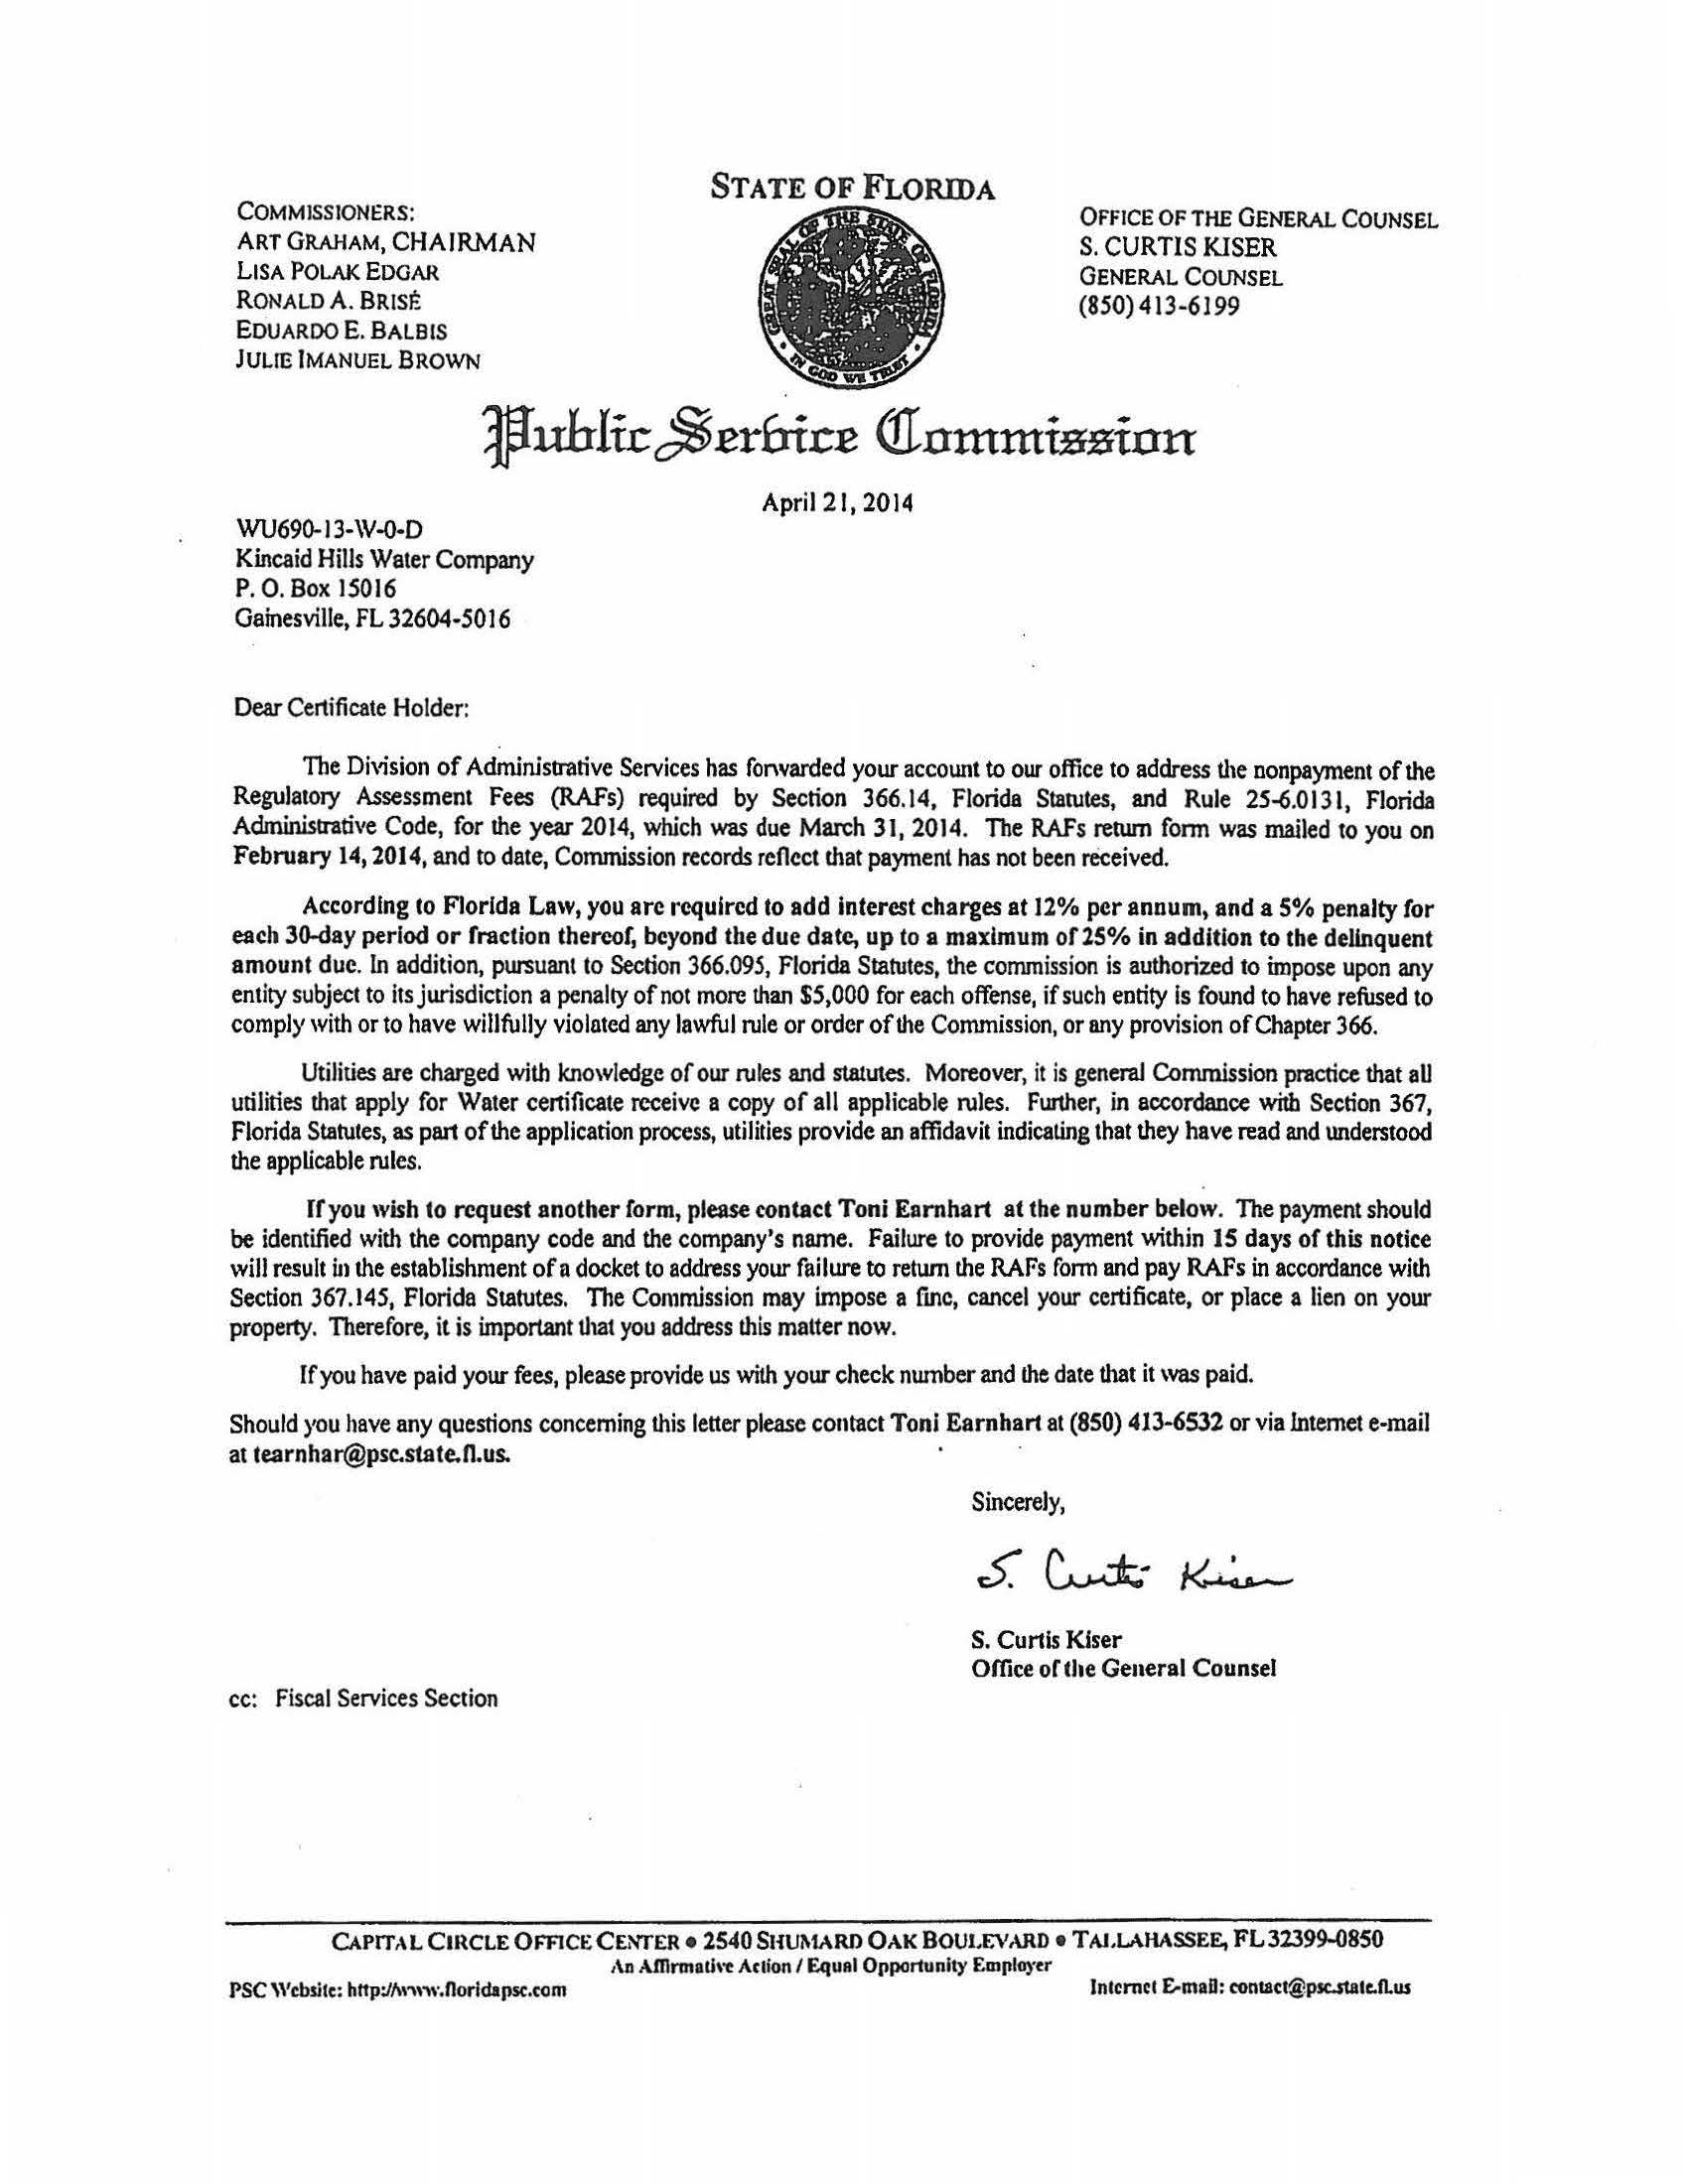 STATE OF FLORIDA
COMMISSIONERS:
ART GRAHAM, CHAIRMAN
LISA POLAK EDGAR
RONALD A. BRISÉ
EDUARDO E. BALBIS
JULIE IMANUEL BROWN
GREAT SEAL OF THE STATE OF FLORIDA
IN GOD WE TRUST
OFFICE OF THE GENERAL COUNSEL
S. CURTIS KISER
GENERAL COUNSEL
(850) 413-6199
Public Service Commission
April 21, 2014
WU690-13-W-0-D
Kincaid Hills Water Company
P. O. Box 15016
Gainesville, FL 32604-5016
Dear Certificate Holder:
The Division of Administrative Services has forwarded your account to our office to address the nonpayment of the
Regulatory Assessment Fees (RAFs) required by Section 366.14, Florida Statutes, and Rule 25-6.0131, Florida
Administrative Code, for the year 2014, which was due March 31, 2014. The RAFs return form was mailed to you on
February 14, 2014, and to date, Commission records reflect that payment has not been received.
According to Florida Law, you are required to add interest charges at 12% per annum, and a 5% penalty for
each 30-day period or fraction thereof, beyond the due date, up to a maximum of 25% in addition to the delinquent
amount due. In addition, pursuant to Section 366.095, Florida Statutes, the commission is authorized to impose upon any
entity subject to its jurisdiction a penalty of not more than $5,000 for each offense, if such entity is found to have refused to
comply with or to have willfully violated any lawful rule or order of the Commission, or any provision of Chapter 366.
Utilities are charged with knowledge of our rules and statutes. Moreover, it is general Commission practice that all
utilities that apply for Water certificate receive a copy of all applicable rules. Further, in accordance with Section 367,
Florida Statutes, as part of the application process, utilities provide an affidavit indicating that they have read and understood
the applicable rules.
If you wish to request another form, please contact Toni Earnhart at the number below. The payment should
be identified with the company code and the company's name. Failure to provide payment within 15 days of this notice
will result in the establishment of a docket to address your failure to return the RAFs form and pay RAFs in accordance with
Section 367.145, Florida Statutes. The Commission may impose a fine, cancel your certificate, or place a lien on your
property. Therefore, it is important that you address this matter now.
If you have paid your fees, please provide us with your check number and the date that it was paid.
Should you have any questions concerning this letter please contact Toni Earnhart at (850) 413-6532 or via Internet e-mail
at tearnhar@psc.state.fl.us.
Sincerely,
S. Curtis Kiser
S. Curtis Kiser
Office of the General Counsel
cc: Fiscal Services Section
CAPITAL CIRCLE OFFICE CENTER • 2540 SHUMARD OAK BOULEVARD • TALLAHASSEE, FL 32399-0850
An Affirmative Action / Equal Opportunity Employer
PSC Website: http://www.floridapsc.com
Internet E-mail: contact@psc.state.fl.us